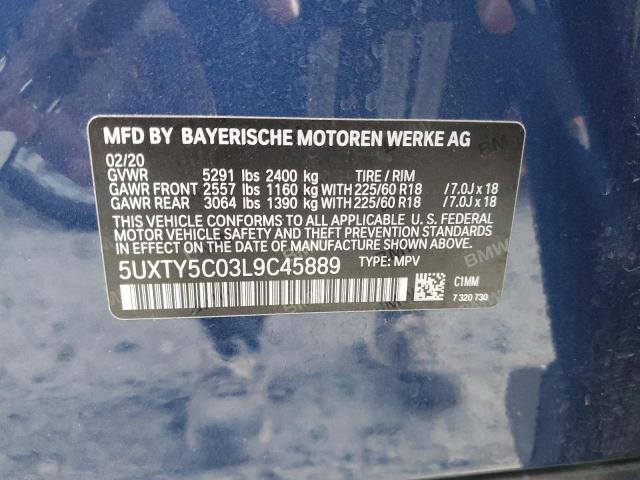 MFD BY BAYERISCHE MOTOREN WERKE AG
02/20
GVWR 5291 lbs 2400 kg TIRE / RIM
GAWR FRONT 2557 lbs 1160 kg WITH 225/60 R18 / 7.0J x 18
GAWR REAR 3064 lbs 1390 kg WITH 225/60 R18 / 7.0J x 18
THIS VEHICLE CONFORMS TO ALL APPLICABLE U. S. FEDERAL
MOTOR VEHICLE SAFETY AND THEFT PREVENTION STANDARDS
IN EFFECT ON THE DATE OF MANUFACTURE SHOWN ABOVE.
5UXTY5C03L9C45889 TYPE: MPV
C1MM
7 320 730